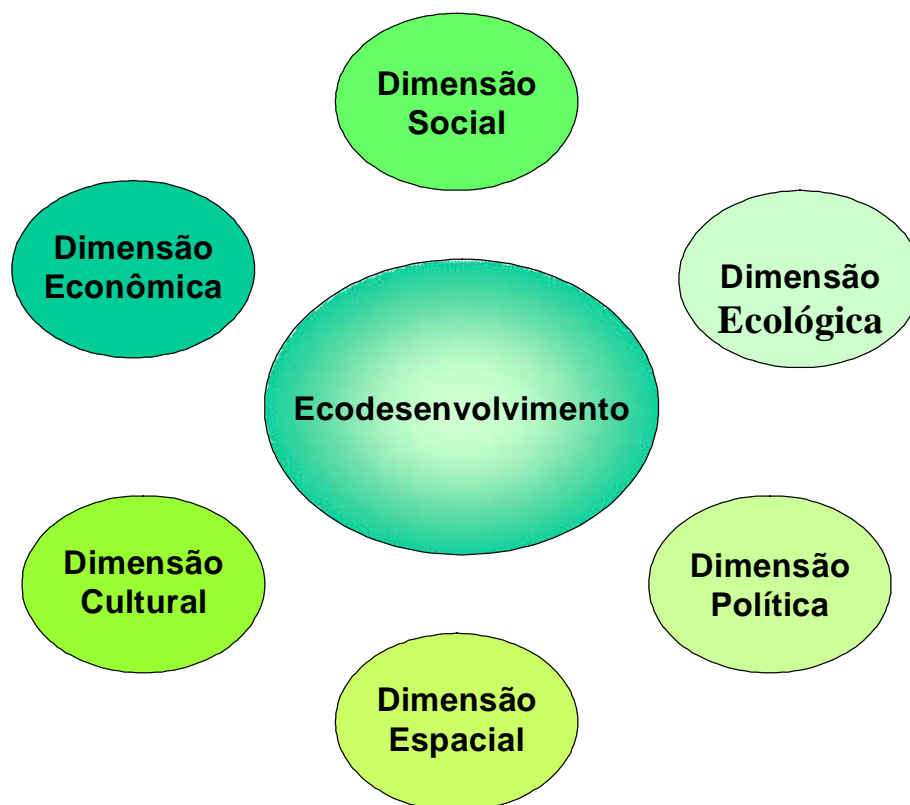 Dimensão
Social
Dimensão
Econômica
Dimensão
Ecológica
Ecodesenvolvimento
Dimensão
Cultural
Dimensão
Política
Dimensão
Espacial